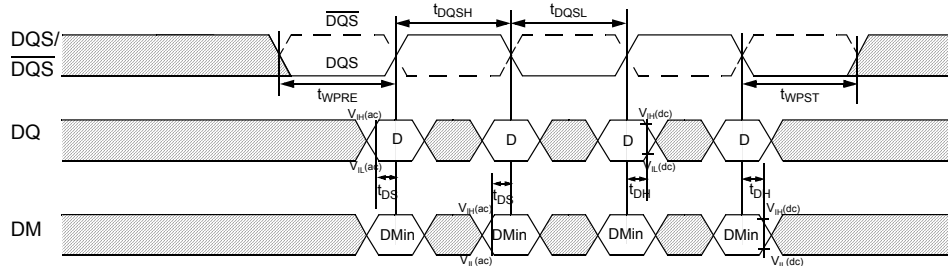 DQS tDQSH tDQSL
DQS/
DQS
DQS
tWPRE tWPST
VIH(ac) VIH(dc)
DQ D D D D
VIL(ac) VIL(dc)
tDS tDS tDH tDH
VIH(ac) VIH(dc)
DM DMin DMin DMin DMin
VIL(ac) VIL(dc)